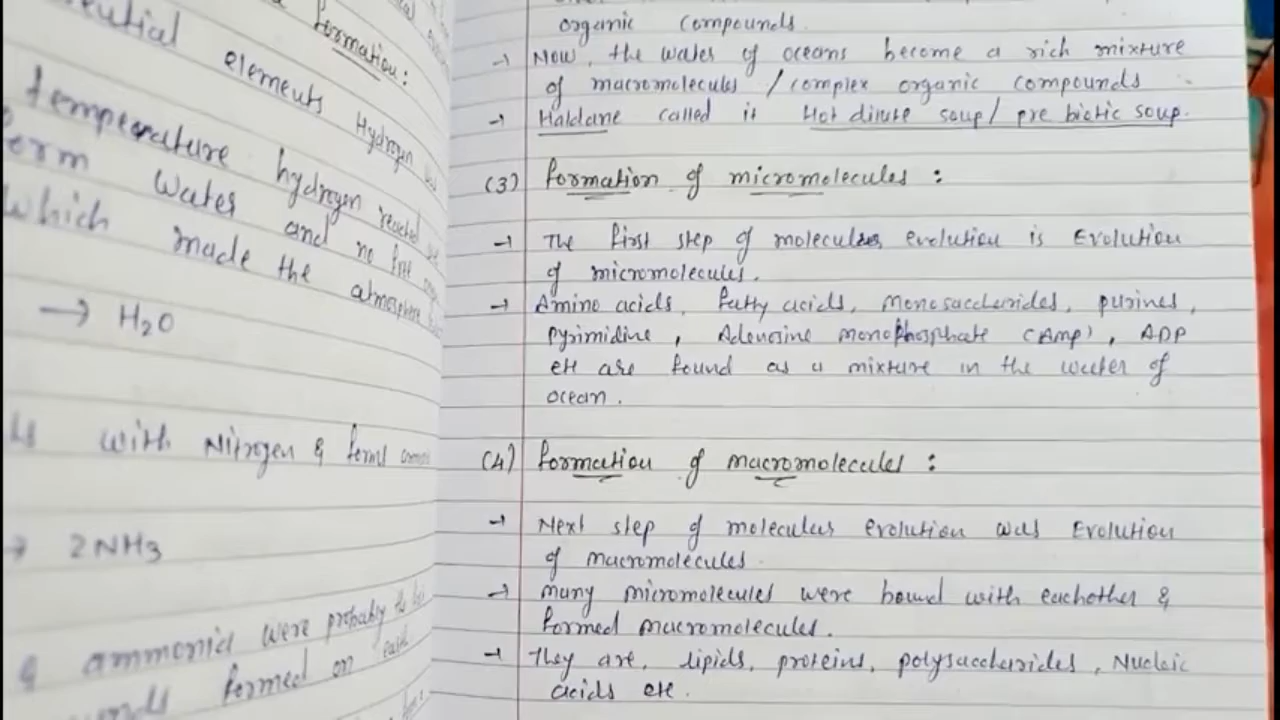 formation :
elements Hydrogen
temperature hydrogen reacted
form water and no free
which made the atmosphere
→ H2O
with Nitrogen & forms
→ 2NH3
& ammonia were probably the
formed on
organic compounds.
→ Now, the water of oceans become a rich mixture
of macromolecules / complex organic compounds
→ Haldane called it Hot dilute soup / pre biotic soup.
(3) formation of micromolecules :
→ The first step of molecular evolution is Evolution
of micromolecules.
→ Amino acids, fatty acids, monosaccharides, purines,
pyrimidine, Adenosine monophosphate (AMP), ADP
etc are found as a mixture in the water of
ocean.
(4) formation of macromolecules :
→ Next step of molecular evolution was Evolution
of macromolecules.
→ many micromolecules were bound with eachother &
formed macromolecules.
→ They are, lipids, proteins, polysaccharides, Nucleic
acids etc.